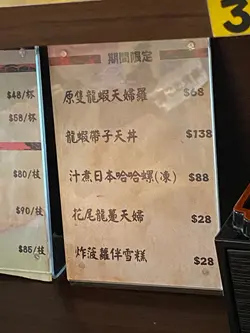 $48/杯
$58/杯
$80/枝
$90/枝
$85/枝
期間限定
原隻龍蝦天婦羅 $68
龍蝦帶子天丼 $138
汁煮日本哈哈螺(凍) $88
花尾龍躉天婦 $28
炸菠蘿伴雪糕 $28
3